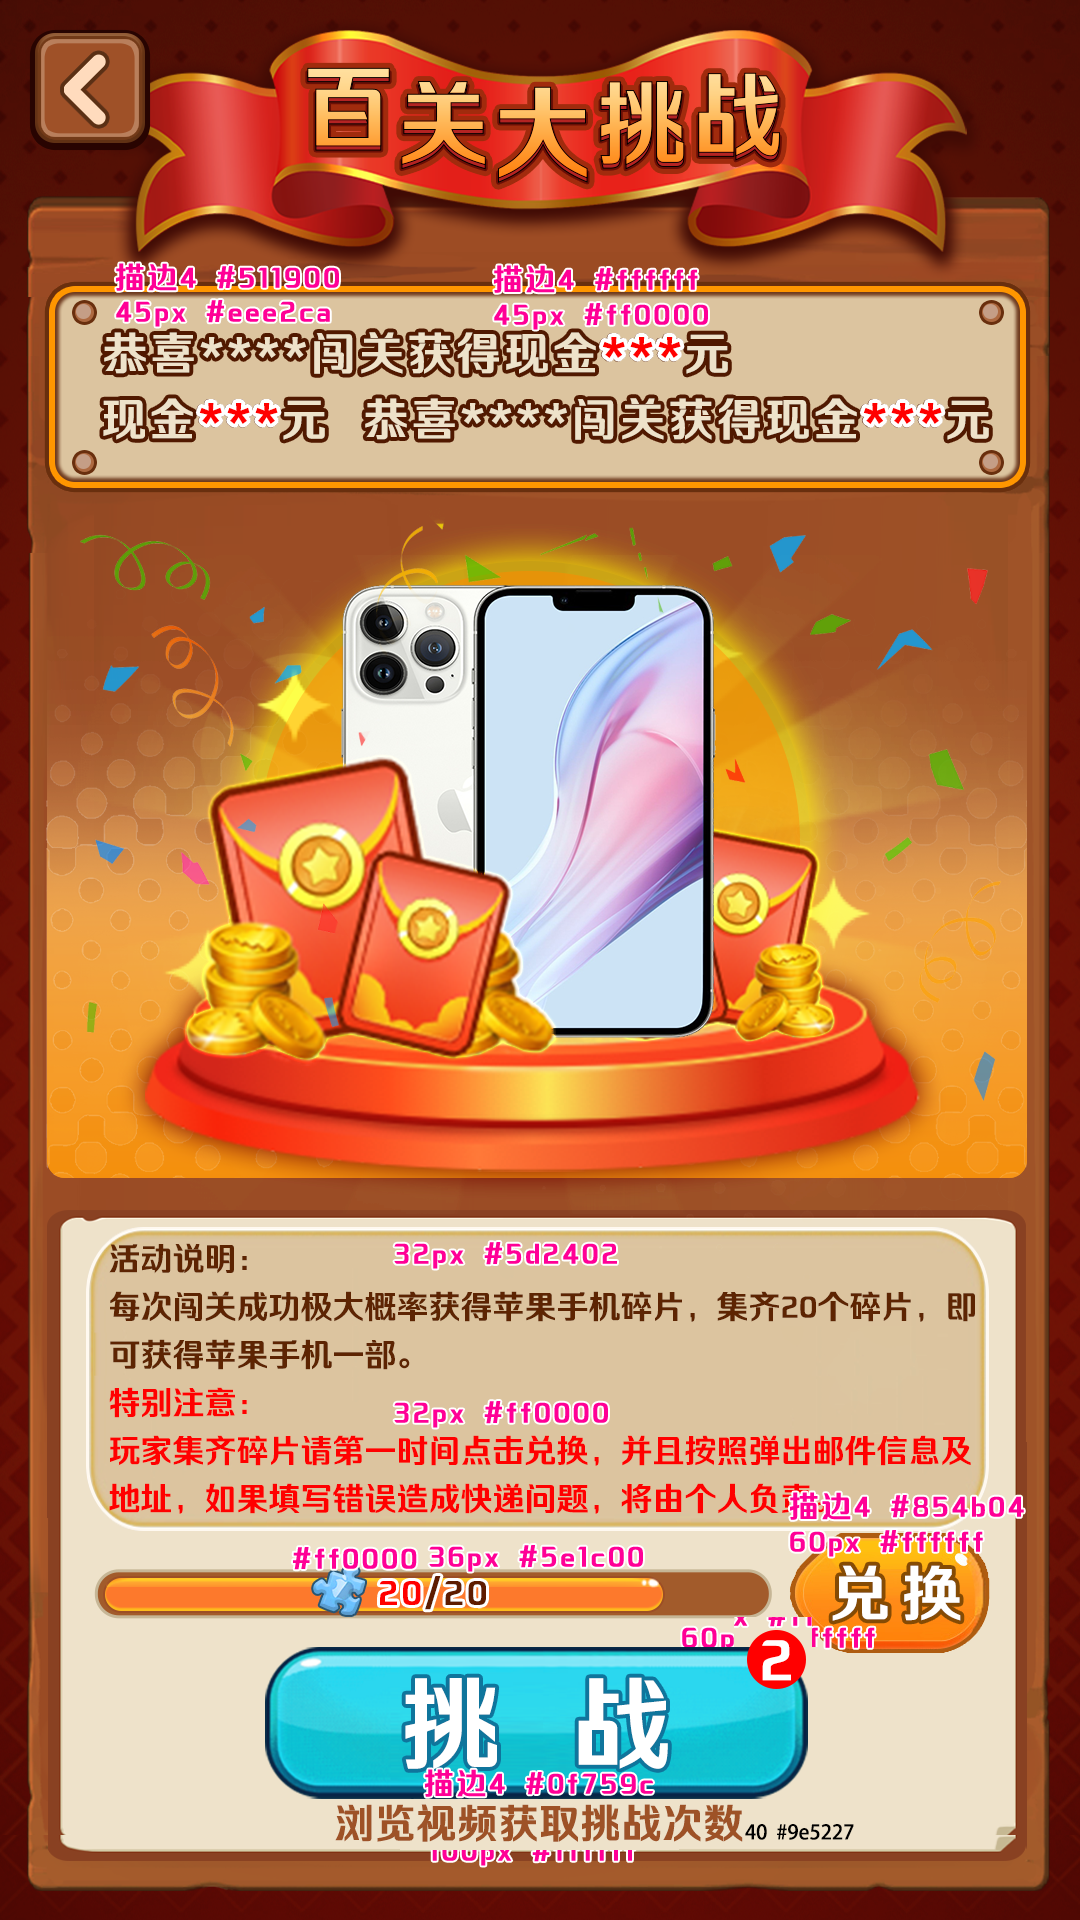 百关大挑战
描边4 #511900
描边4 #ffffff
45px #eee2ca
45px #ff0000
恭喜****闯关获得现金***元
现金***元 恭喜****闯关获得现金***元
活动说明：
32px #5d2402
每次闯关成功极大概率获得苹果手机碎片，集齐20个碎片，即
可获得苹果手机一部。
特别注意：
32px #ff0000
玩家集齐碎片请第一时间点击兑换，并且按照弹出邮件信息及
地址，如果填写错误造成快递问题，将由个人负责
描边4 #854b04
60px #ffffff
#ff0000 36px #5e1c00
20/20
兑换
60p
fffff
2
挑 战
描边4 #0f759c
浏览视频获取挑战次数
40 #9e5227
100px #ffffff